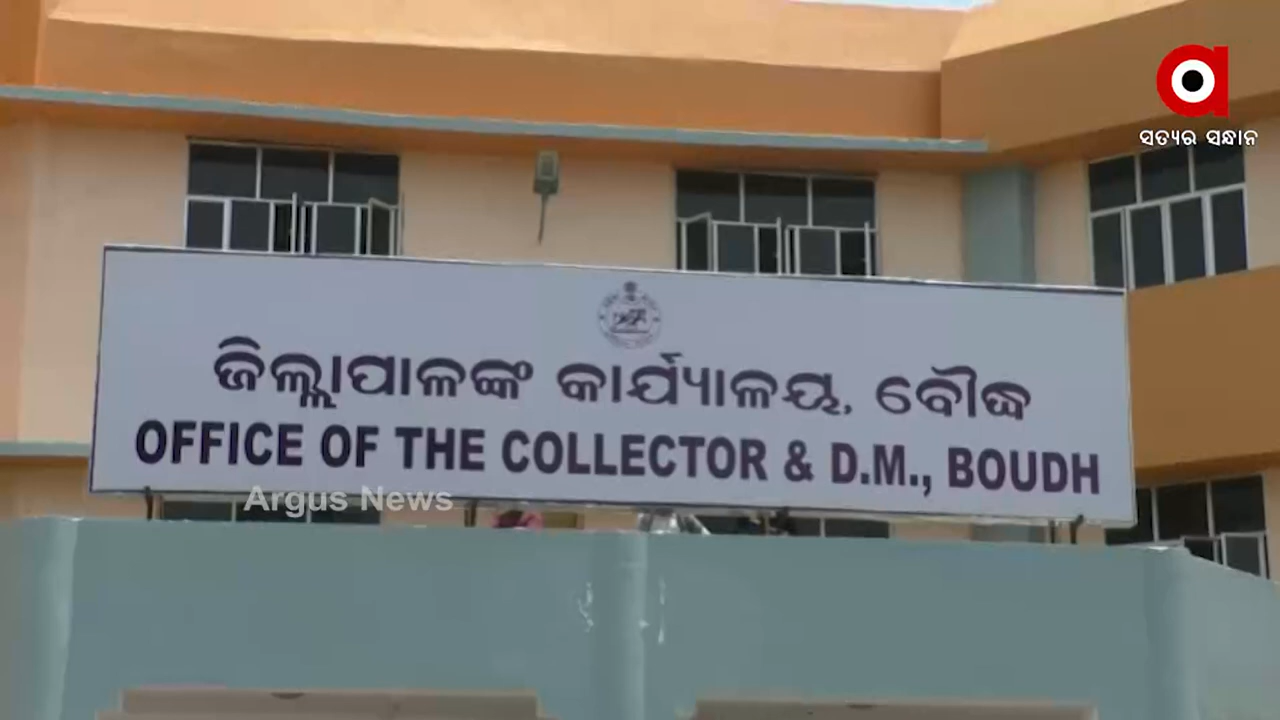 ସତ୍ୟର ସନ୍ଧାନ
ଜିଲ୍ଲାପାଳଙ୍କ କାର୍ଯ୍ୟାଳୟ, ବୌଦ୍ଧ
OFFICE OF THE COLLECTOR & D.M., BOUDH
Argus News